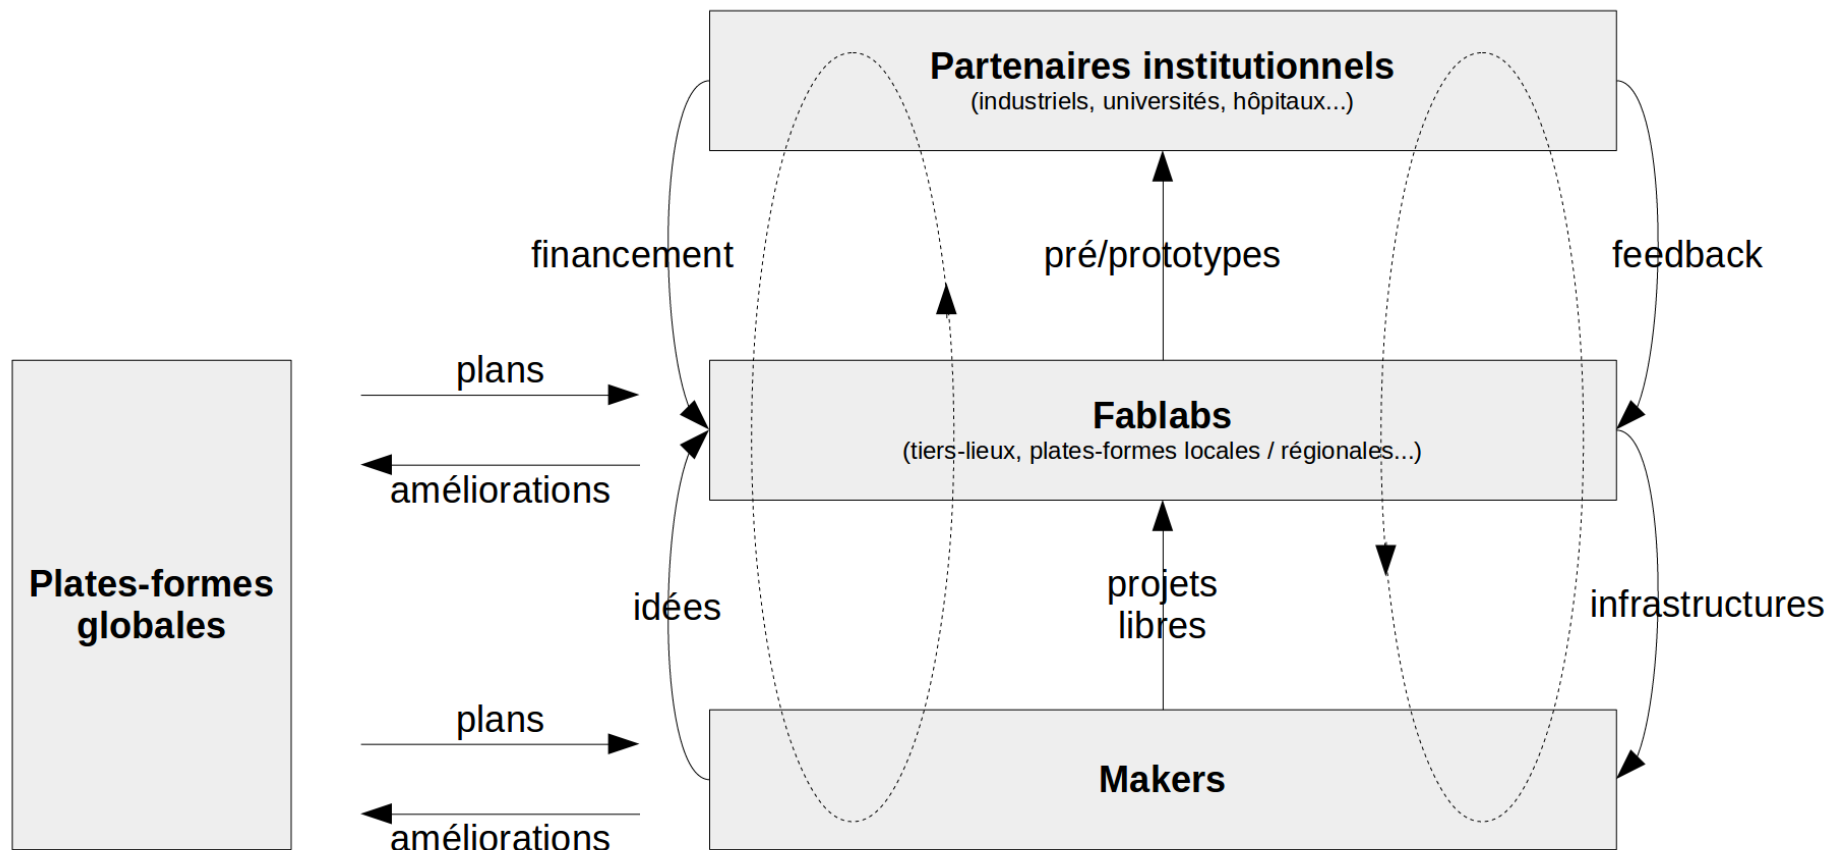 Partenaires institutionnels
(industriels, universités, hôpitaux...)
financement
pré/prototypes
feedback
plans
Fablabs
(tiers-lieux, plates-formes locales / régionales...)
améliorations
Plates-formes
globales
idées
projets
libres
infrastructures
plans
Makers
améliorations